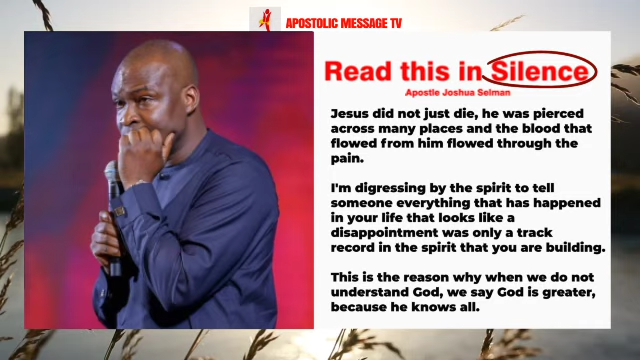 APOSTOLIC MESSAGE TV
Read this in Silence
Apostle Joshua Selman
Jesus did not just die, he was pierced
across many places and the blood that
flowed from him flowed through the
pain.
I'm digressing by the spirit to tell
someone everything that has happened
in your life that looks like a
disappointment was only a track
record in the spirit that you are building.
This is the reason why when we do not
understand God, we say God is greater,
because he knows all.